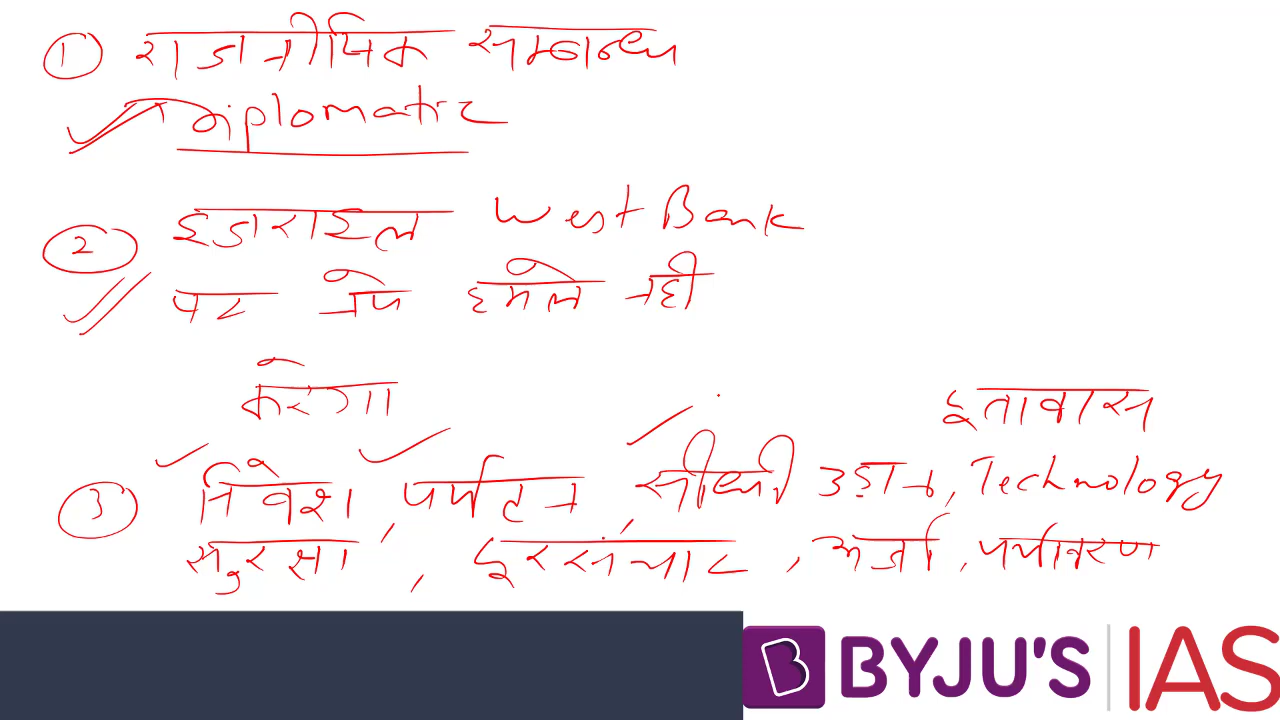 ① राजनीयिक सम्बन्ध
Diplomatic
② इजराइल West Bank
पर नये हमले नही
करेगा
दूतावास
③ निवेश, पर्यटन, सीधी उड़ान, Technology
सुरक्षा, दूरसंचार, ऊर्जा, पर्यावरण
BYJU'S IAS